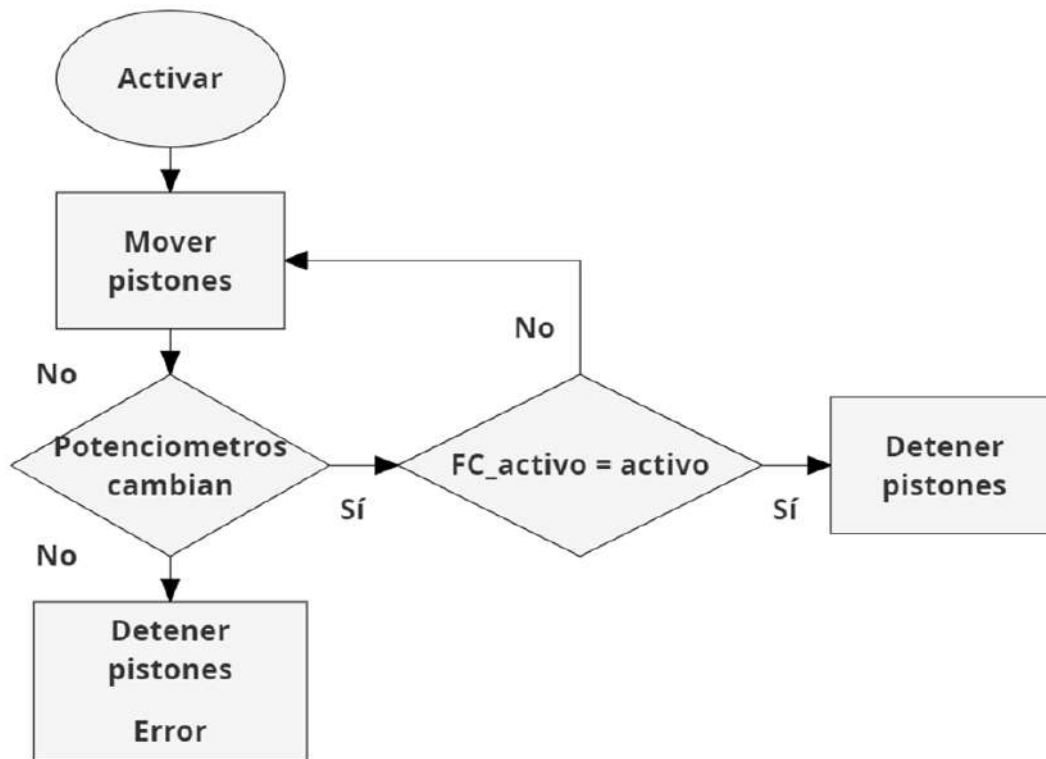 Activar
Mover
pistones
No
No
Potenciometros
cambian
FC_activo = activo
Detener
pistones
Sí
Sí
No
Detener
pistones
Error